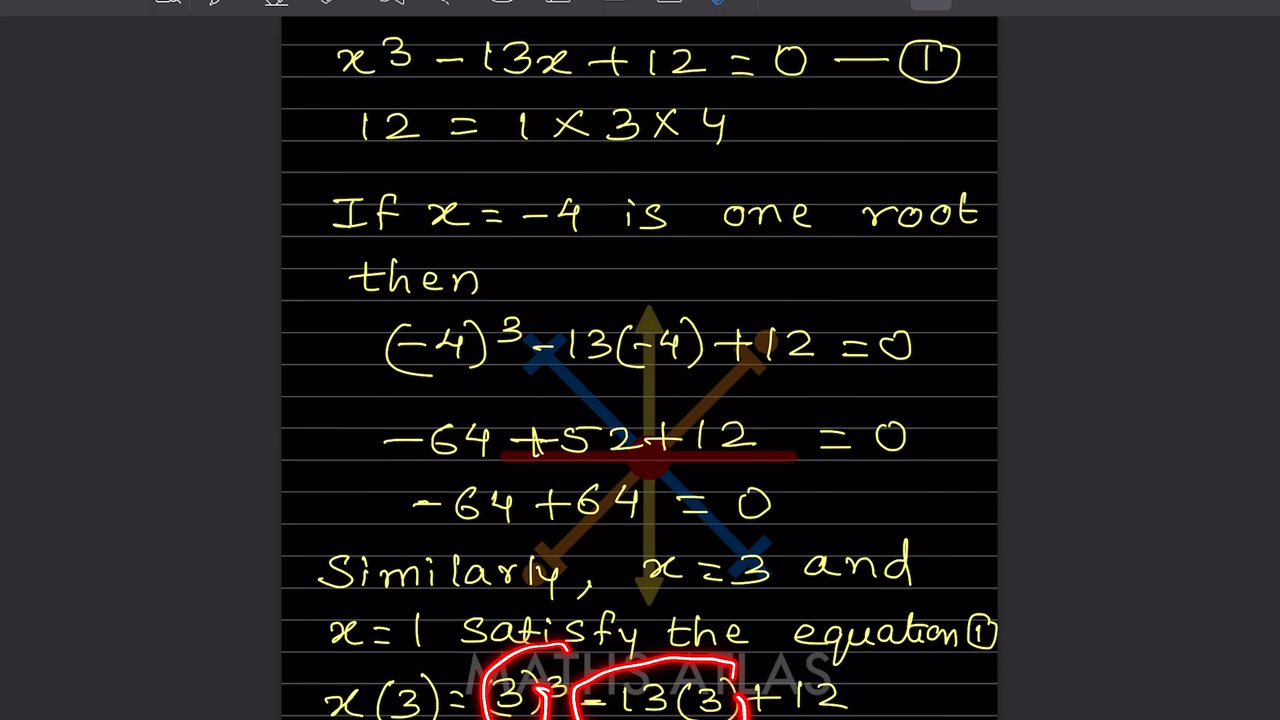 x³ - 13x + 12 = 0 — ①
12 = 1 × 3 × 4
If x = -4 is one root
then
(-4)³ - 13(-4) + 12 = 0
-64 + 52 + 12 = 0
-64 + 64 = 0
Similarly, x = 3 and
x = 1 satisfy the equation ①
MATHS ATLAS
x(3) = (3)³ - 13(3) + 12